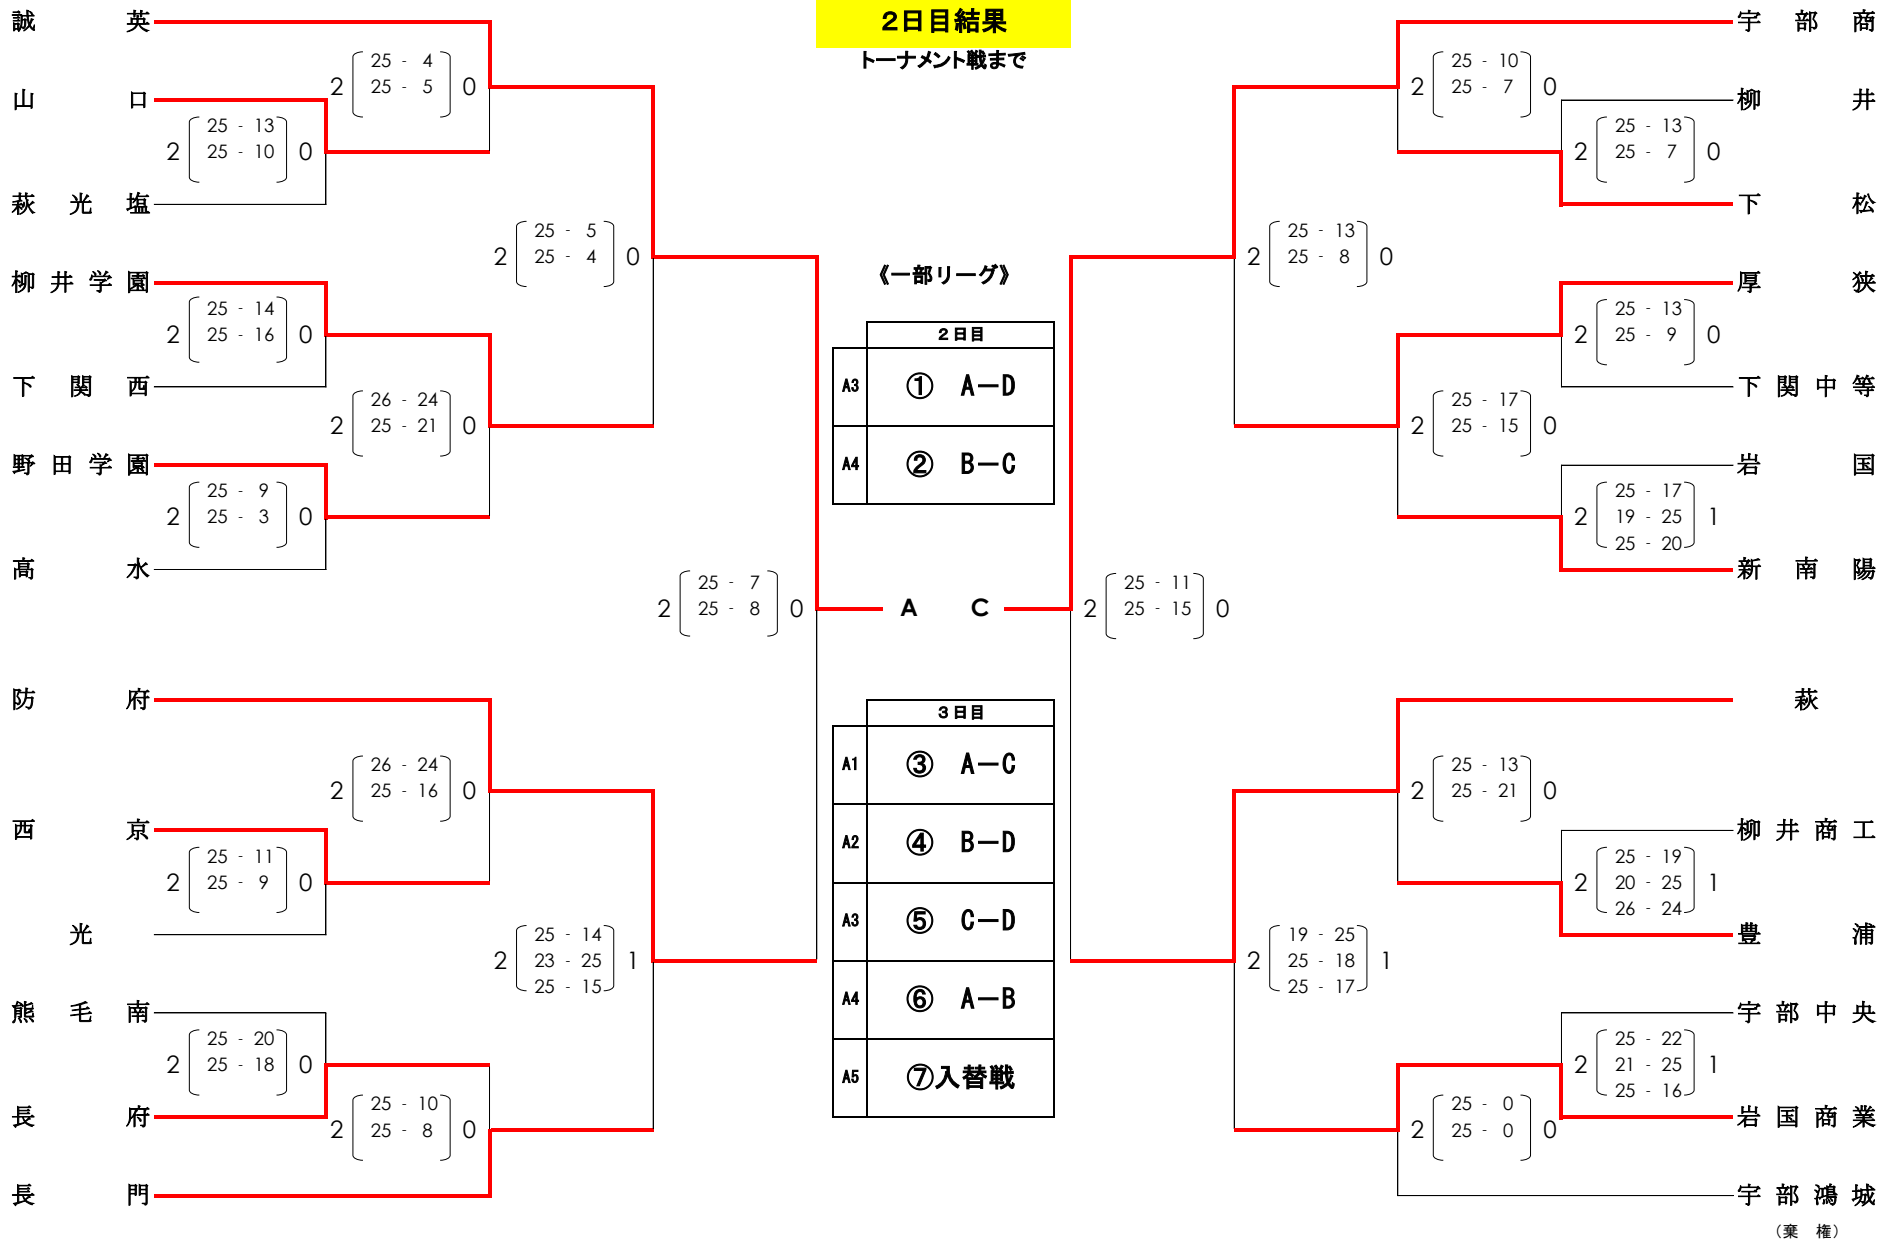 2日目結果
トーナメント戦まで
誠 英
2 25 - 4 0
25 - 5
山 口
2 25 - 13 0
25 - 10
萩 光 塩
2 25 - 5 0
25 - 4
柳 井 学 園
2 25 - 14 0
25 - 16
下 関 西
2 26 - 24 0
25 - 21
野 田 学 園
2 25 - 9 0
25 - 3
高 水
2 25 - 7 0
25 - 8
防 府
2 26 - 24 0
25 - 16
西 京
2 25 - 11 0
25 - 9
光
2 25 - 14 1
23 - 25
25 - 15
熊 毛 南
2 25 - 20 0
25 - 18
長 府
2 25 - 10 0
25 - 8
長 門
《一部リーグ》
2日目
A3 ① A－D
A4 ② B－C
A C
3日目
A1 ③ A－C
A2 ④ B－D
A3 ⑤ C－D
A4 ⑥ A－B
A5 ⑦入替戦
宇 部 商
2 25 - 10 0
25 - 7
柳 井
2 25 - 13 0
25 - 7
下 松
2 25 - 13 0
25 - 8
厚 狭
2 25 - 13 0
25 - 9
下 関 中 等
2 25 - 17 0
25 - 15
岩 国
2 25 - 17 1
19 - 25
25 - 20
新 南 陽
2 25 - 11 0
25 - 15
萩
2 25 - 13 0
25 - 21
柳 井 商 工
2 25 - 19 1
20 - 25
26 - 24
豊 浦
2 19 - 25 1
25 - 18
25 - 17
宇 部 中 央
2 25 - 22 1
21 - 25
25 - 16
岩 国 商 業
2 25 - 0 0
25 - 0
宇 部 鴻 城
（棄 権）